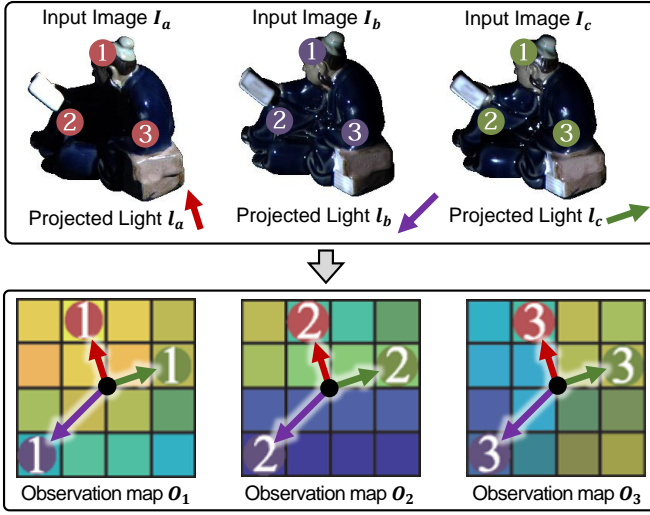 Input Image I_a Input Image I_b Input Image I_c
1 1 1
2 3 2 3 2 3
Projected Light l_a Projected Light l_b Projected Light l_c
1 2 3
1 2 3
1 2 3
Observation map O_1 Observation map O_2 Observation map O_3